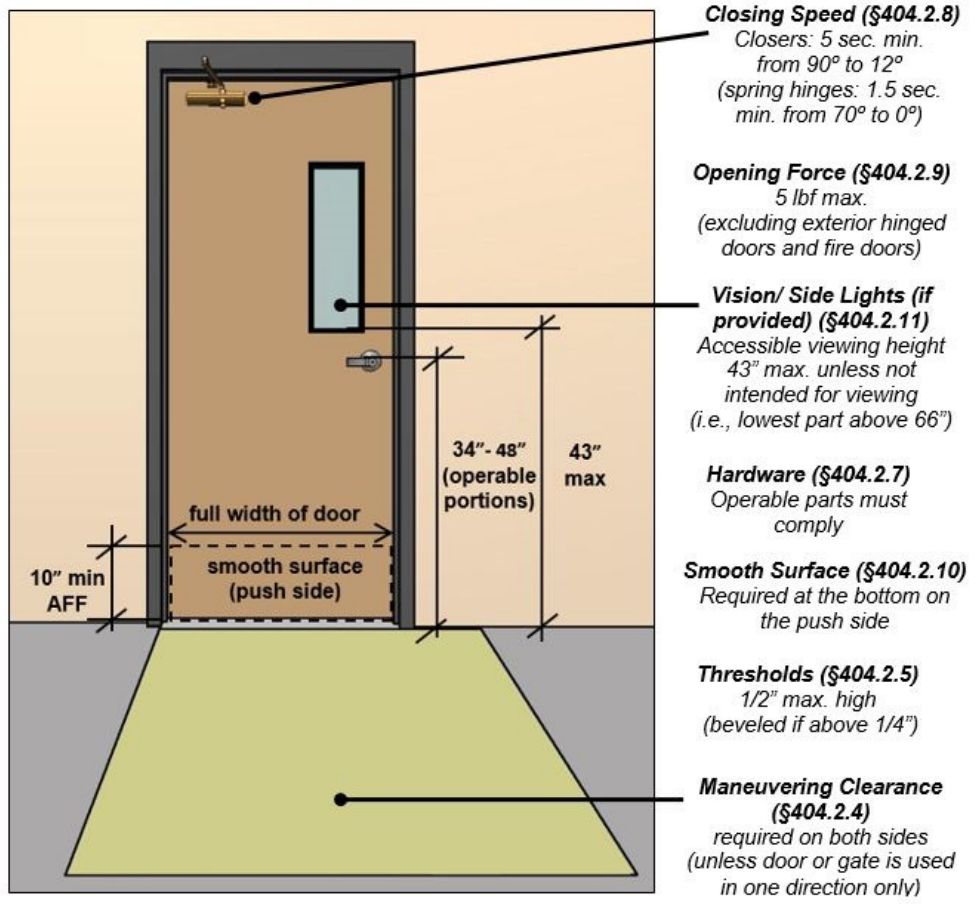 Closing Speed (§404.2.8)
Closers: 5 sec. min.
from 90º to 12º
(spring hinges: 1.5 sec.
min. from 70º to 0º)
Opening Force (§404.2.9)
5 lbf max.
(excluding exterior hinged
doors and fire doors)
Vision/ Side Lights (if
provided) (§404.2.11)
Accessible viewing height
43” max. unless not
intended for viewing
(i.e., lowest part above 66”)
34”- 48”
(operable
portions)
43”
max
Hardware (§404.2.7)
Operable parts must
comply
full width of door
smooth surface
(push side)
10” min
AFF
Smooth Surface (§404.2.10)
Required at the bottom on
the push side
Thresholds (§404.2.5)
1/2” max. high
(beveled if above 1/4”)
Maneuvering Clearance
(§404.2.4)
required on both sides
(unless door or gate is used
in one direction only)